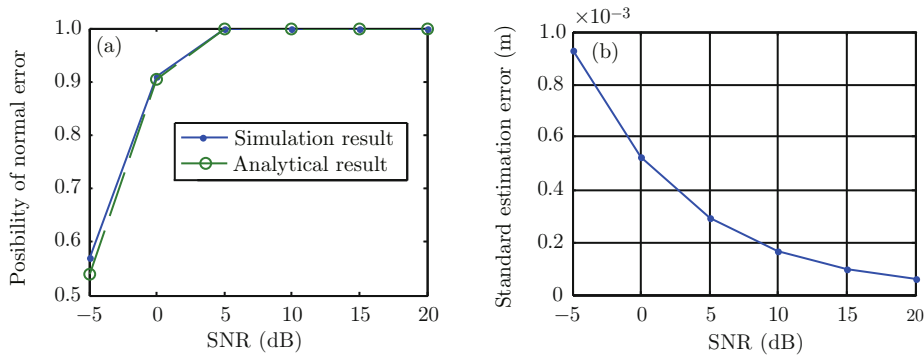 (a)
Posibility of normal error
1.0
0.9
0.8
0.7
0.6
0.5
Simulation result
Analytical result
−5 0 5 10 15 20
SNR (dB)
×10−3
(b)
Standard estimation error (m)
1.0
0.8
0.6
0.4
0.2
0
−5 0 5 10 15 20
SNR (dB)